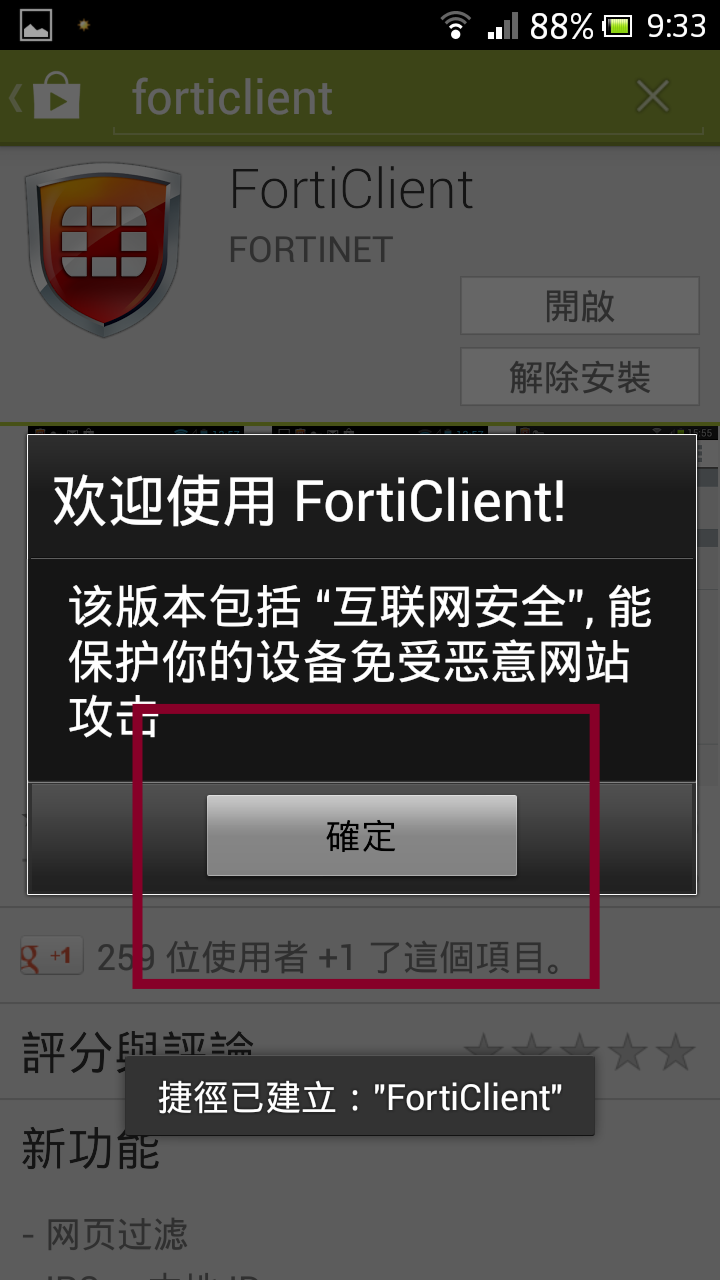 88% 9:33
forticlient
FortiClient
FORTINET
開啟
解除安裝
欢迎使用 FortiClient!
该版本包括 “互联网安全”, 能
保护你的设备免受恶意网站
攻击
確定
+1 259 位使用者 +1 了這個項目。
評分與評論
捷徑已建立："FortiClient"
新功能
- 网页过滤